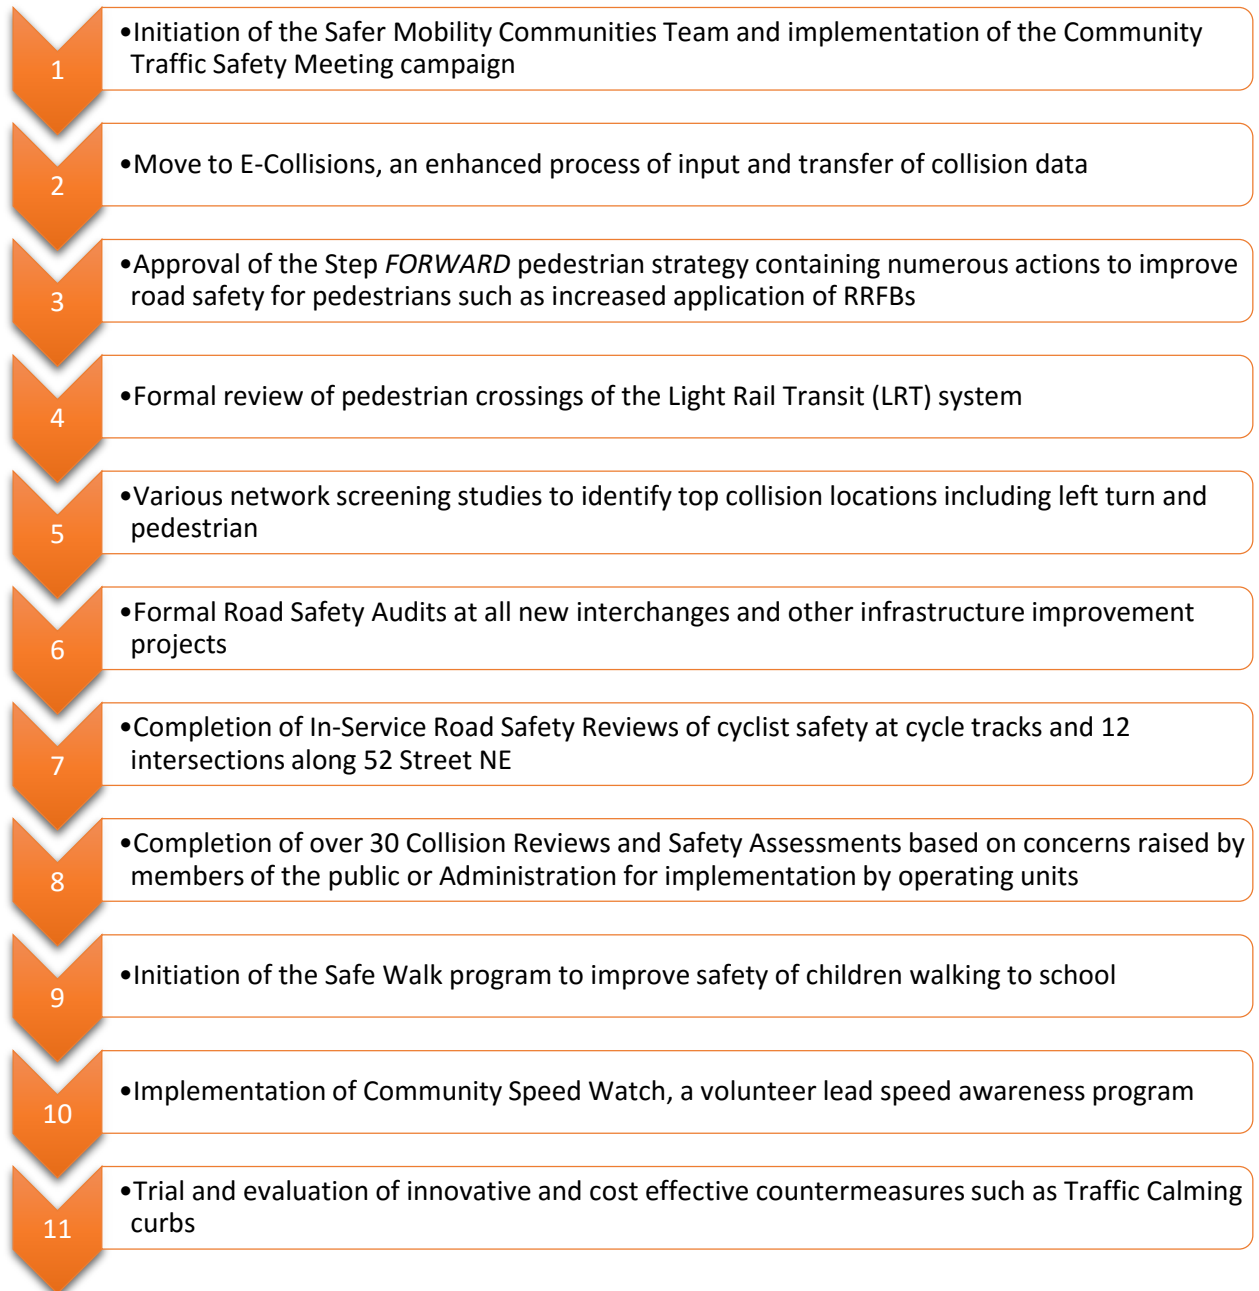 1
•Initiation of the Safer Mobility Communities Team and implementation of the Community
Traffic Safety Meeting campaign
2
•Move to E-Collisions, an enhanced process of input and transfer of collision data
3
•Approval of the Step FORWARD pedestrian strategy containing numerous actions to improve
road safety for pedestrians such as increased application of RRFBs
4
•Formal review of pedestrian crossings of the Light Rail Transit (LRT) system
5
•Various network screening studies to identify top collision locations including left turn and
pedestrian
6
•Formal Road Safety Audits at all new interchanges and other infrastructure improvement
projects
7
•Completion of In-Service Road Safety Reviews of cyclist safety at cycle tracks and 12
intersections along 52 Street NE
8
•Completion of over 30 Collision Reviews and Safety Assessments based on concerns raised by
members of the public or Administration for implementation by operating units
9
•Initiation of the Safe Walk program to improve safety of children walking to school
10
•Implementation of Community Speed Watch, a volunteer lead speed awareness program
11
•Trial and evaluation of innovative and cost effective countermeasures such as Traffic Calming
curbs